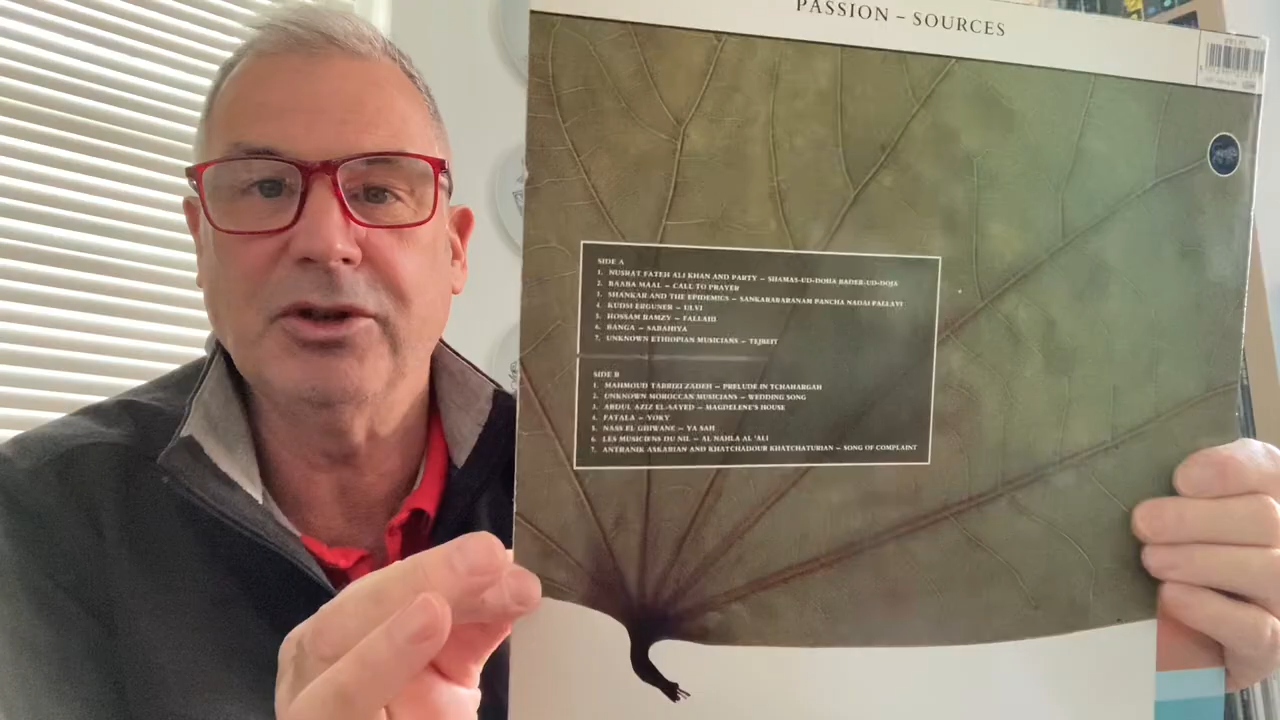 PASSION – SOURCES
SIDE A
1. NUSRAT FATEH ALI KHAN AND PARTY – SHAMAS-UD-DOHA BADER-UD-DOJA
2. BAABA MAAL – CALL TO PRAYER
3. SHANKAR AND THE EPIDEMICS – SANKARABARANAM PANCHA NADAI PALLAVI
4. KUDSI ERGUNER – ULVI
5. HOSSAM RAMZY – FALLAHI
6. BANGA – SABAHIYA
7. UNKNOWN ETHIOPIAN MUSICIANS – TEJBEIT
SIDE B
1. MAHMOUD TABRIZI ZADEH – PRELUDE IN TCHAHARGAH
2. UNKNOWN MOROCCAN MUSICIANS – WEDDING SONG
3. ABDUL AZIZ EL-SAYED – MAGDELENE'S HOUSE
4. FATALA – YOKY
5. NASS EL GHIWANE – YA SAH
6. LES MUSICIENS DU NIL – AL NAHLA AL 'ALI
7. ANTRANIK ASKARIAN AND KHATCHADOUR KHATCHATURIAN – SONG OF COMPLAINT